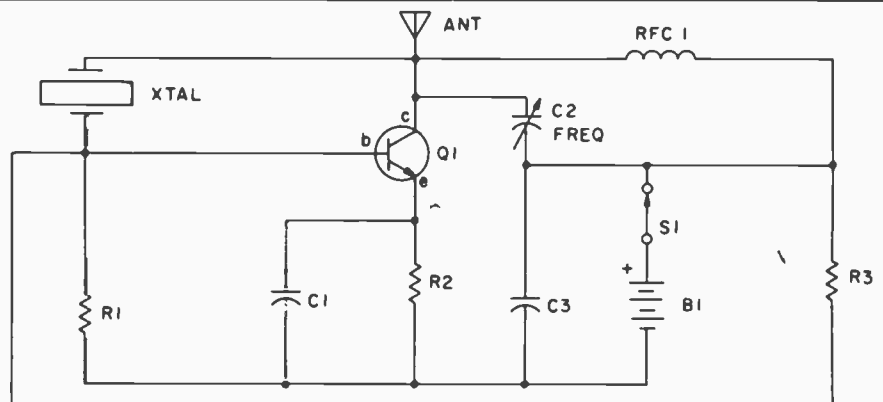 ANT
RFC 1
XTAL
c
C2
FREQ
b
Q1
e
S1
+
R1
C1
R2
C3
B1
R3